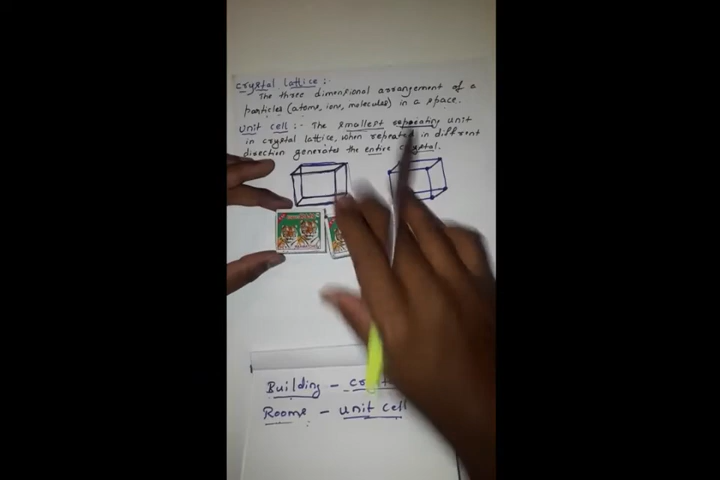 Crystal Lattice :-
The three dimensional arrangement of a
particles (atoms, ions, molecules) in a space.
Unit cell :- The smallest repeating unit
in crystal lattice, when repeated in different
direction generates the entire crystal.
Building -
Rooms - unit cell